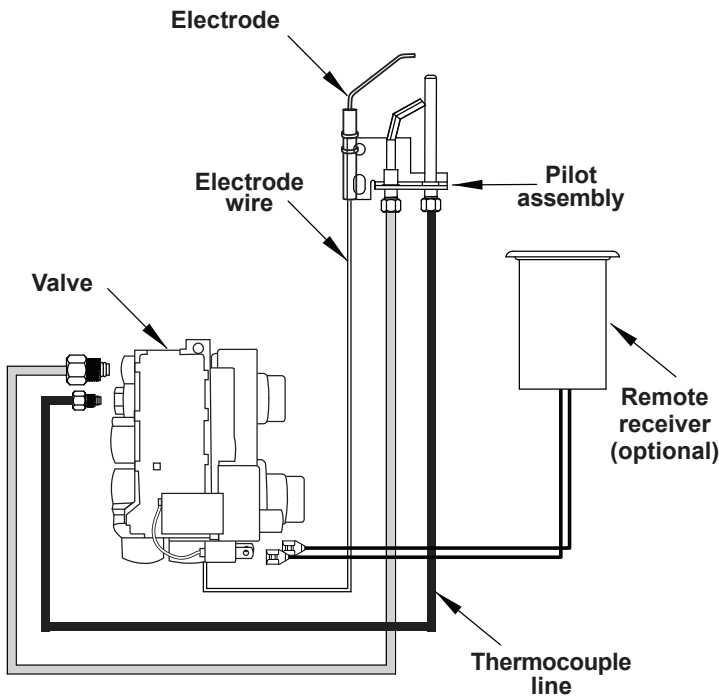 Electrode
Electrode
wire
Pilot
assembly
Valve
Remote
receiver
(optional)
Thermocouple
line